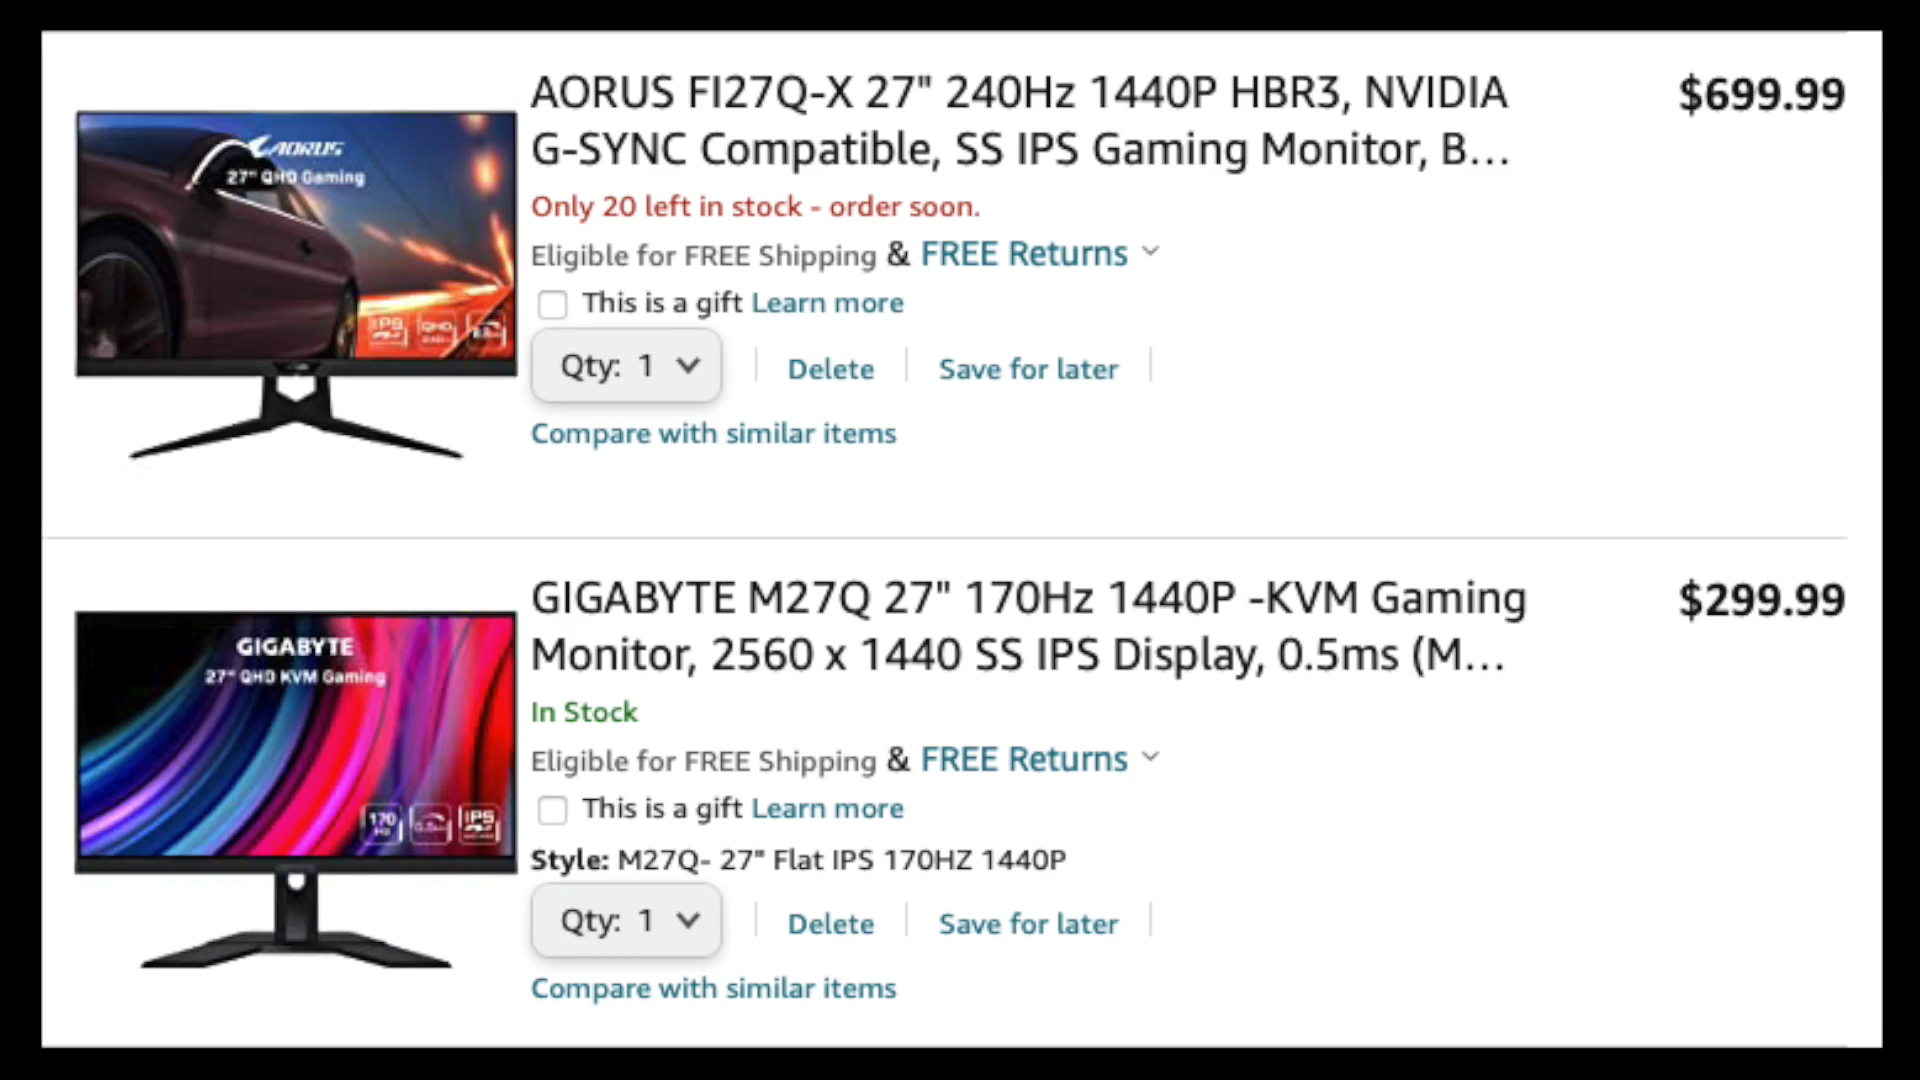 AORUS
27" QHD Gaming
IPS
QHD
AORUS FI27Q-X 27" 240Hz 1440P HBR3, NVIDIA
G-SYNC Compatible, SS IPS Gaming Monitor, B...
$699.99
Only 20 left in stock - order soon.
Eligible for FREE Shipping & FREE Returns
This is a gift Learn more
Qty: 1 Delete Save for later
Compare with similar items
GIGABYTE
27" QHD KVM Gaming
170 Hz
IPS
GIGABYTE M27Q 27" 170Hz 1440P -KVM Gaming
Monitor, 2560 x 1440 SS IPS Display, 0.5ms (M...
$299.99
In Stock
Eligible for FREE Shipping & FREE Returns
This is a gift Learn more
Style: M27Q- 27" Flat IPS 170HZ 1440P
Qty: 1 Delete Save for later
Compare with similar items